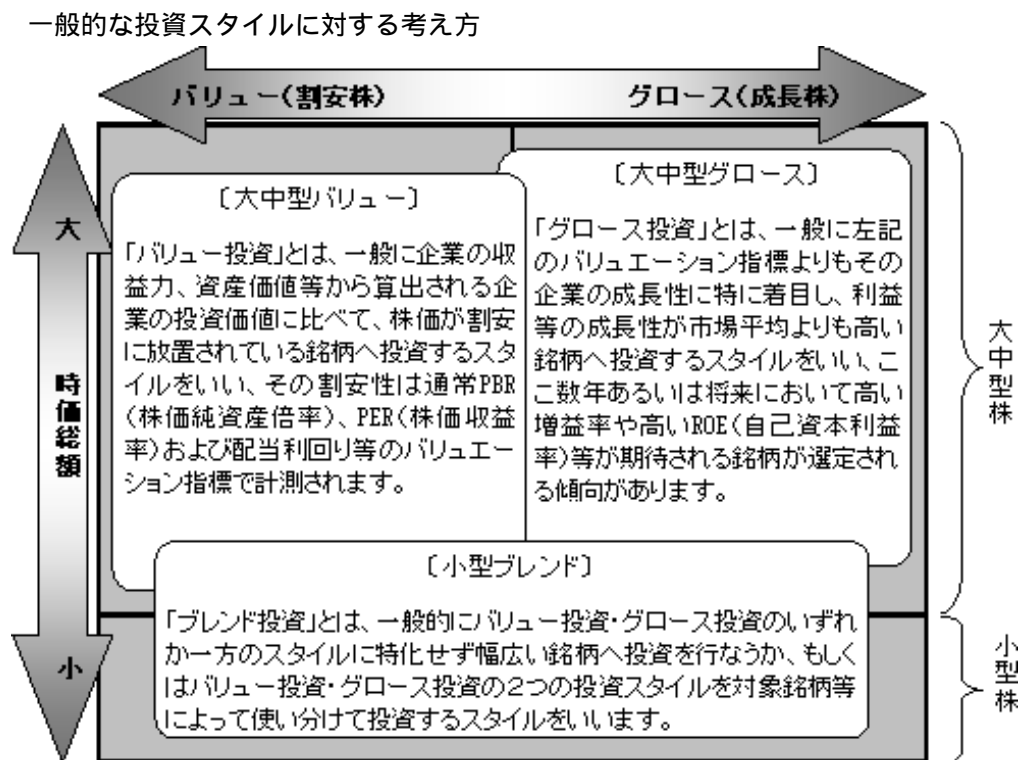 一般的な投資スタイルに対する考え方
バリュー(割安株)
グロース(成長株)
大
時価総額
小
〔大中型バリュー〕
「バリュー投資」とは、一般に企業の収
益力、資産価値等から算出される企
業の投資価値に比べて、株価が割安
に放置されている銘柄へ投資するスタ
イルをいい、その割安性は通常PBR
(株価純資産倍率)、PER(株価収益
率)および配当利回り等のバリュエー
ション指標で計測されます。
〔大中型グロース〕
「グロース投資」とは、一般に左記
のバリュエーション指標よりもその
企業の成長性に特に着目し、利益
等の成長性が市場平均よりも高い
銘柄へ投資するスタイルをいい、こ
こ数年あるいは将来において高い
増益率や高いROE(自己資本利益
率)等が期待される銘柄が選定され
る傾向があります。
〔小型ブレンド〕
「ブレンド投資」とは、一般的にバリュー投資・グロース投資のいずれ
か一方のスタイルに特化せず幅広い銘柄へ投資を行なうか、もしく
はバリュー投資・グロース投資の2つの投資スタイルを対象銘柄等
によって使い分けて投資するスタイルをいいます。
大中型株
小型株